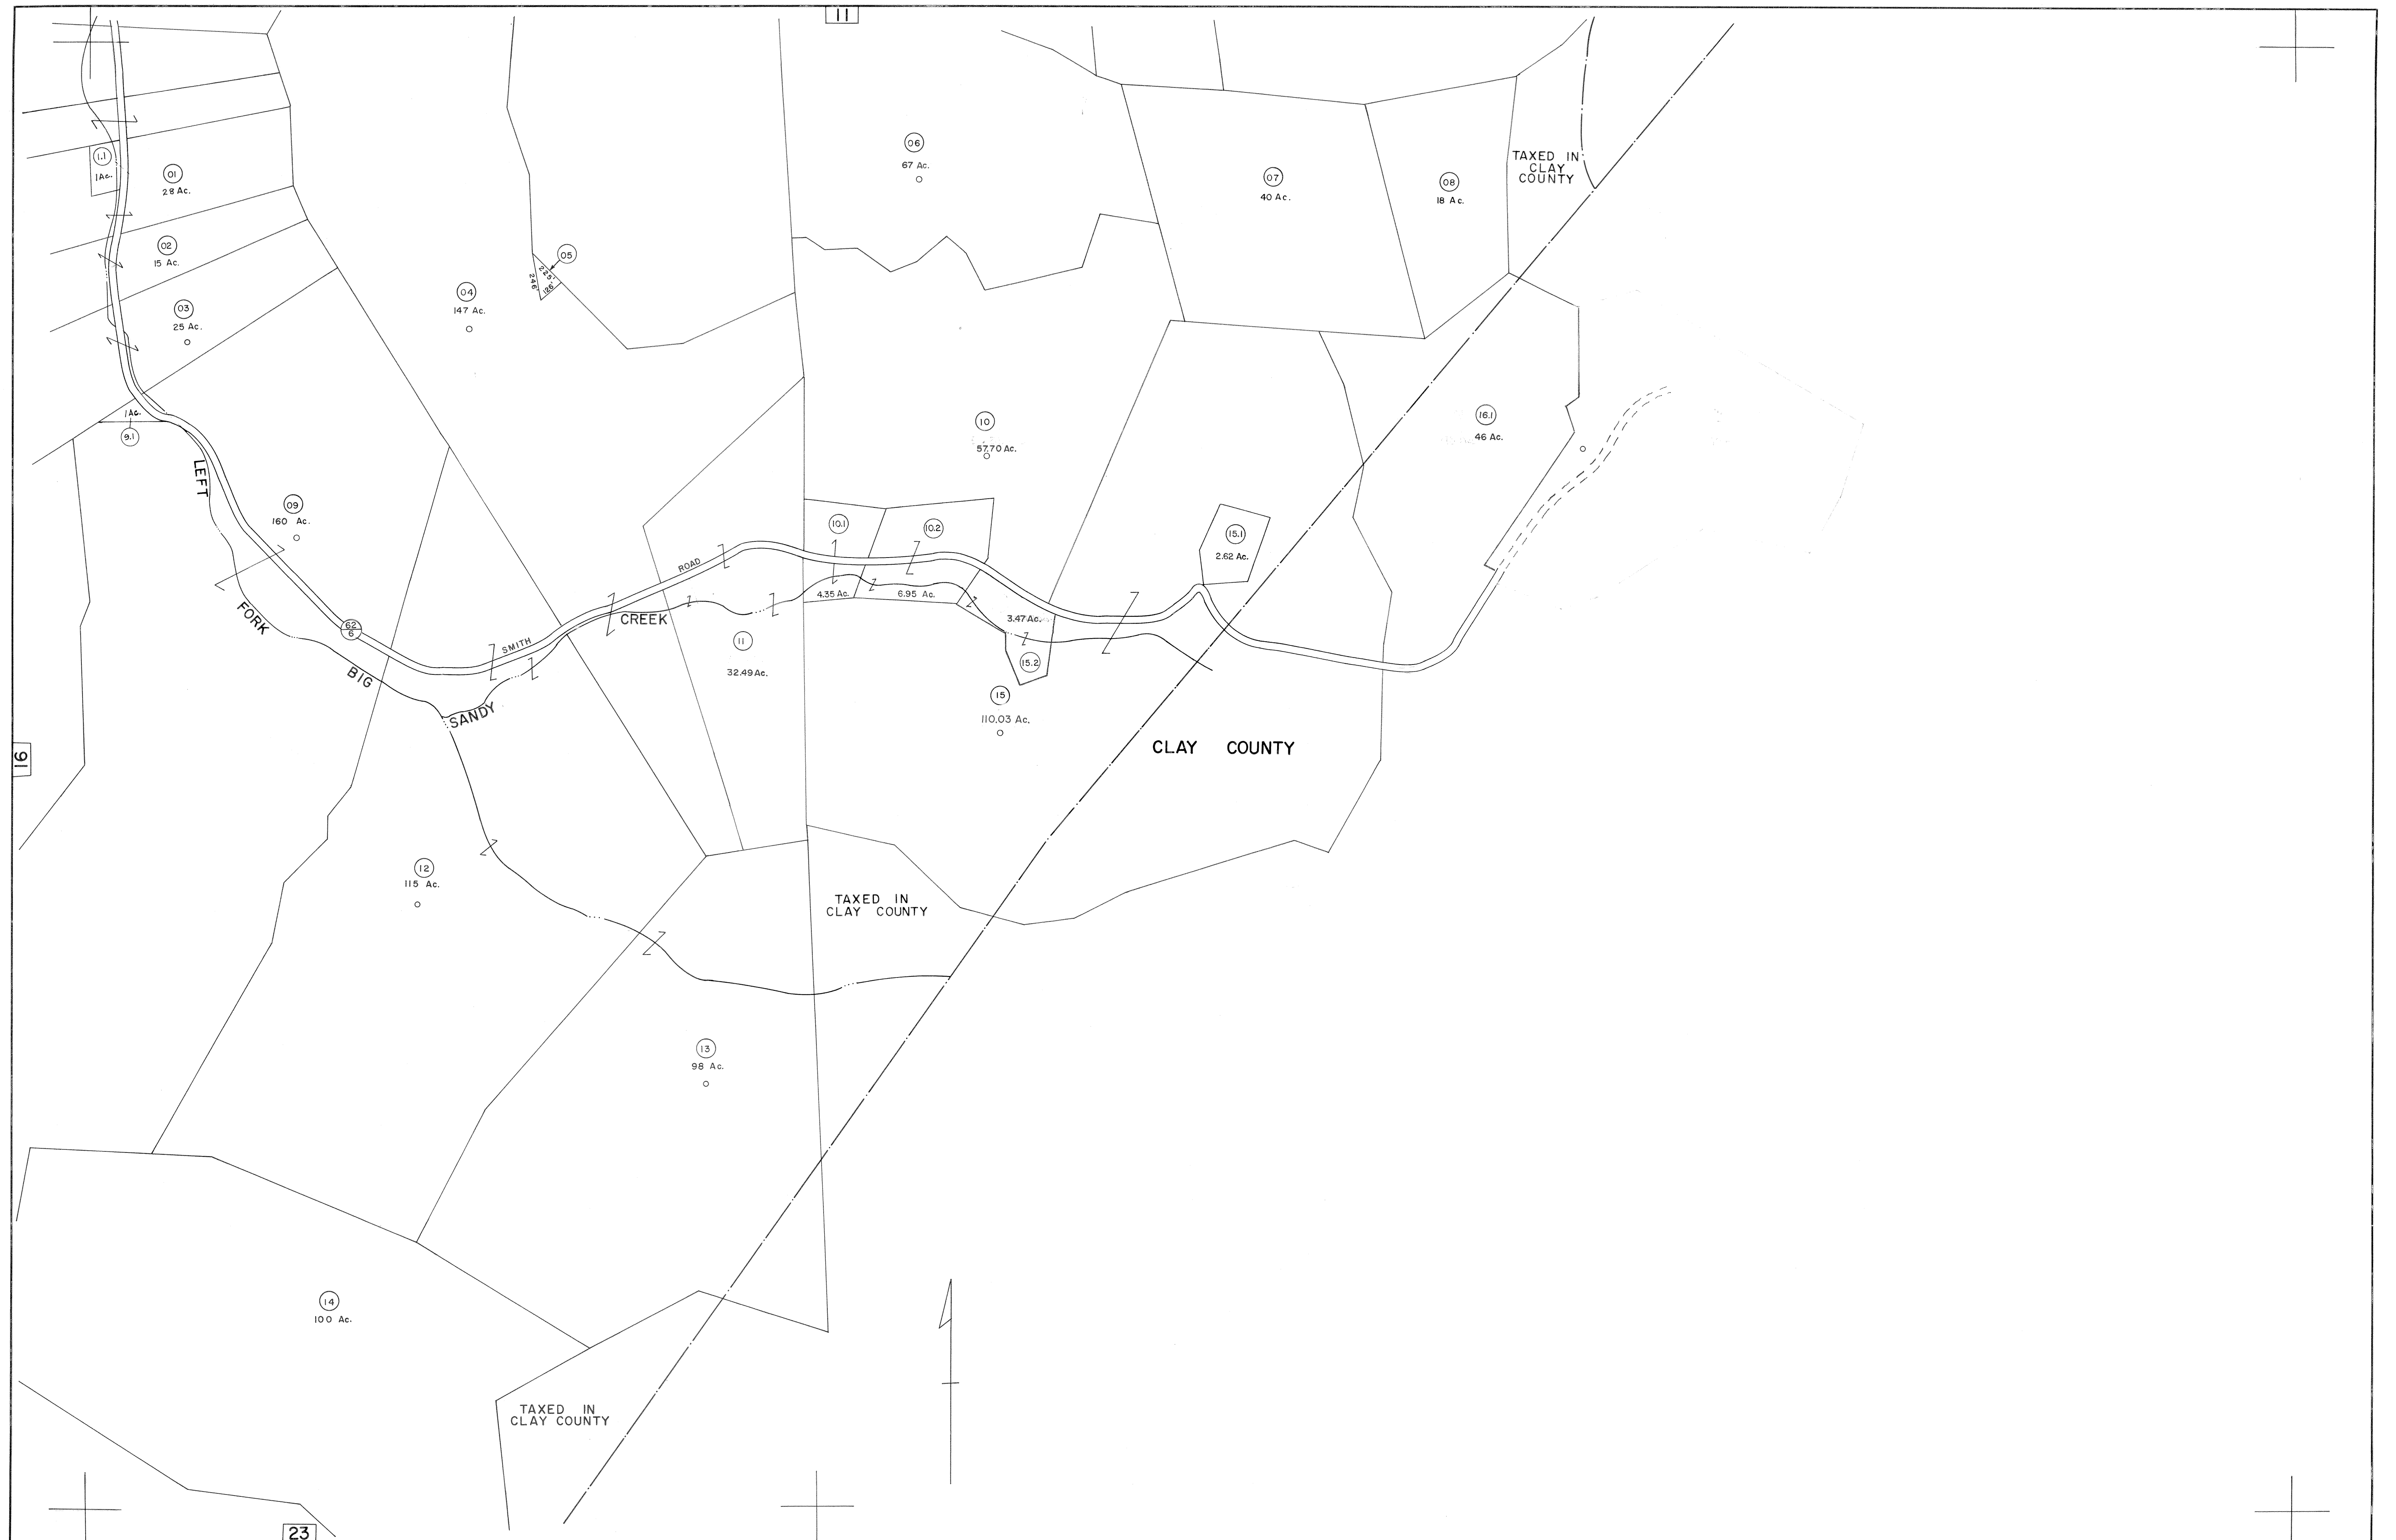 11
1.1
1Ac.
01
28 Ac.
02
15 Ac.
03
25 Ac.
04
147 Ac.
05
225'
246'
126'
06
67 Ac.
07
40 Ac.
08
18 Ac.
TAXED IN
CLAY
COUNTY
1Ac.
9.1
LEFT
FORK
BIG
SANDY
CREEK
09
160 Ac.
62
6
SMITH
ROAD
10
57.70 Ac.
10.1
4.35 Ac.
10.2
6.95 Ac.
11
32.49 Ac.
3.47 Ac.
15.2
15
110.03 Ac.
15.1
2.62 Ac.
16.1
46 Ac.
CLAY COUNTY
16
12
115 Ac.
TAXED IN
CLAY COUNTY
13
98 Ac.
14
100 Ac.
TAXED IN
CLAY COUNTY
23